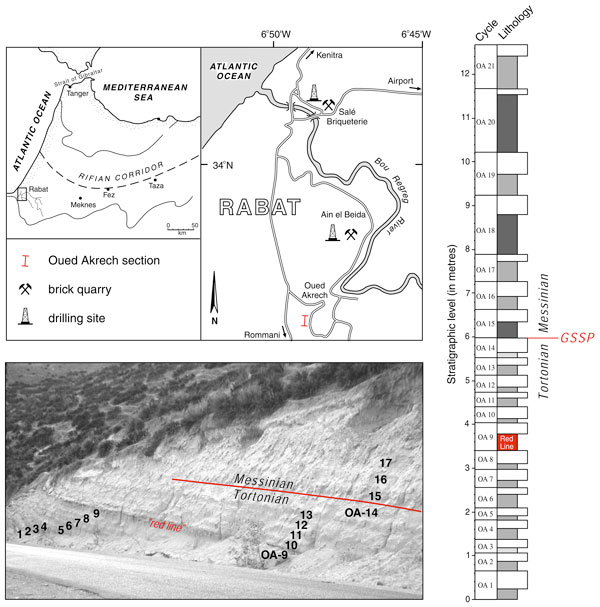 ATLANTIC OCEAN
Strait of Gibraltar
Tanger
MEDITERRANEAN
SEA
RIFIAN CORRIDOR
Rabat
Meknes
Fez
Taza
0 50
km
Oued Akrech section
brick quarry
drilling site
6°50'
6°45'
ATLANTIC
OCEAN
Kenitra
Airport
Salé
Briqueterie
34°N
Bou Regreg River
RABAT
Ain el Beida
Oued
Akrech
N
Rommani
Messinian
Tortonian
"red line"
1 2 3 4 5 6 7 8 9
17
16
15
OA-14
13
12
11
10
OA-9
Cycle
Lithology
Stratigraphic level (in metres)
12
11
10
9
8
7
6
5
4
3
2
1
0
OA 21
OA 20
OA 19
OA 18
OA 17
OA 16
OA 15
OA 14
OA 13
OA 12
OA 11
OA 10
OA 9
OA 8
OA 7
OA 6
OA 5
OA 4
OA 3
OA 2
OA 1
Red
Line
Messinian
GSSP
Tortonian